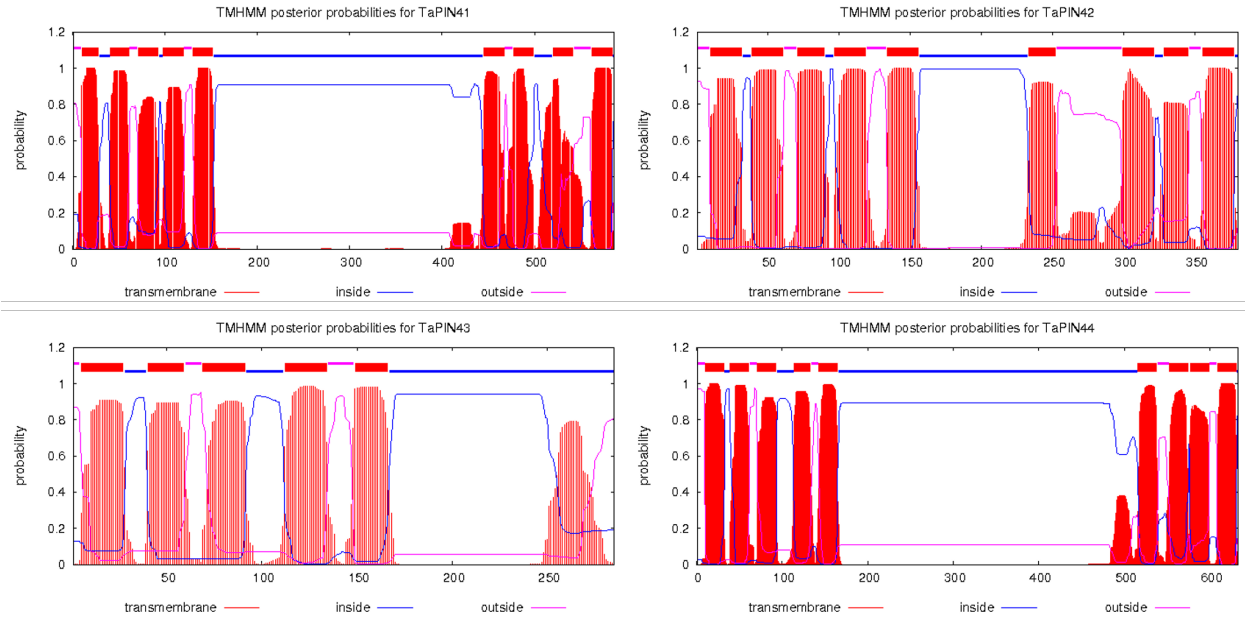 TMHMM posterior probabilities for TaPIN41
1.2
1
0.8
0.6
0.4
0.2
0
probability
0 100 200 300 400 500
transmembrane inside outside
TMHMM posterior probabilities for TaPIN42
1.2
1
0.8
0.6
0.4
0.2
0
probability
50 100 150 200 250 300 350
transmembrane inside outside
TMHMM posterior probabilities for TaPIN43
1.2
1
0.8
0.6
0.4
0.2
0
probability
50 100 150 200 250
transmembrane inside outside
TMHMM posterior probabilities for TaPIN44
1.2
1
0.8
0.6
0.4
0.2
0
probability
0 100 200 300 400 500 600
transmembrane inside outside